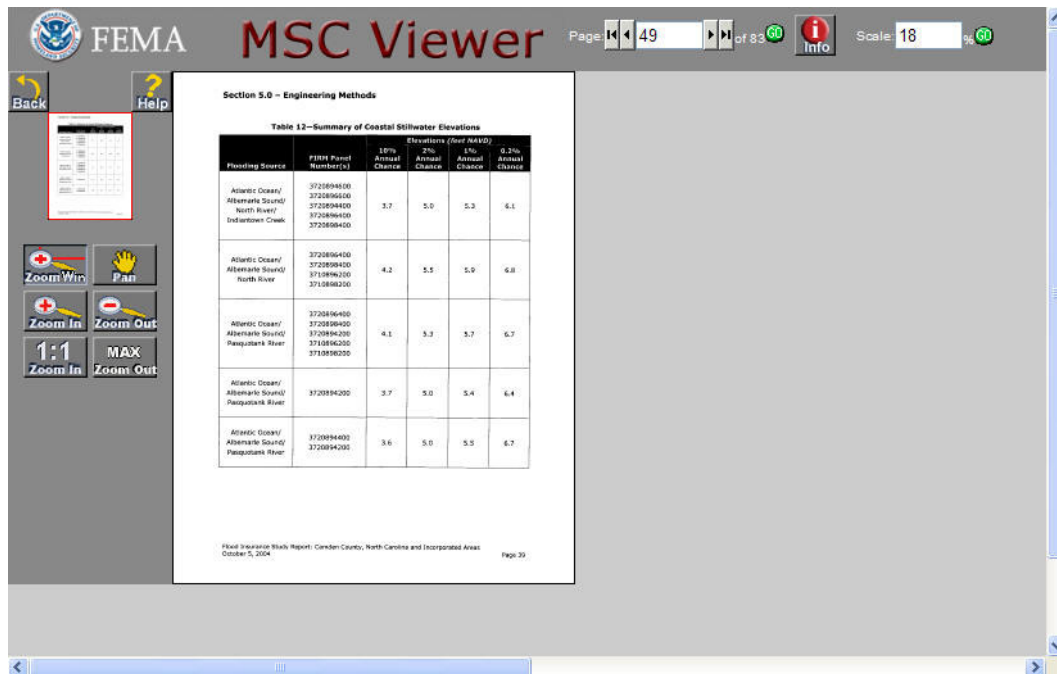 FEMA MSC Viewer Page: 49 of 83 GO Info Scale: 18 % GO
Back Help
Zoom Win Pan
Zoom In Zoom Out
1:1 Zoom In MAX Zoom Out
Section 5.0 – Engineering Methods
Table 12—Summary of Coastal Stillwater Elevations
Elevations (feet NAVD)
Flooding Source FIRM Panel Number(s) 10% Annual Chance 2% Annual Chance 1% Annual Chance 0.2% Annual Chance
Atlantic Ocean/
Albemarle Sound/
North River/
Indiantown Creek
3720894600
3720896600
3720894400
3720896400
3720898400
3.7 5.0 5.3 6.1
Atlantic Ocean/
Albemarle Sound/
North River
3720896400
3720898400
3710896200
3710898200
4.2 5.5 5.9 6.8
Atlantic Ocean/
Albemarle Sound/
Pasquotank River
3720896400
3720898400
3720894200
3710896200
3710898200
4.1 5.3 5.7 6.7
Atlantic Ocean/
Albemarle Sound/
Pasquotank River
3720894200
3.7 5.0 5.4 6.4
Atlantic Ocean/
Albemarle Sound/
Pasquotank River
3720894400
3720894200
3.6 5.0 5.5 6.7
Flood Insurance Study Report: Camden County, North Carolina and Incorporated Areas
October 5, 2004 Page 39